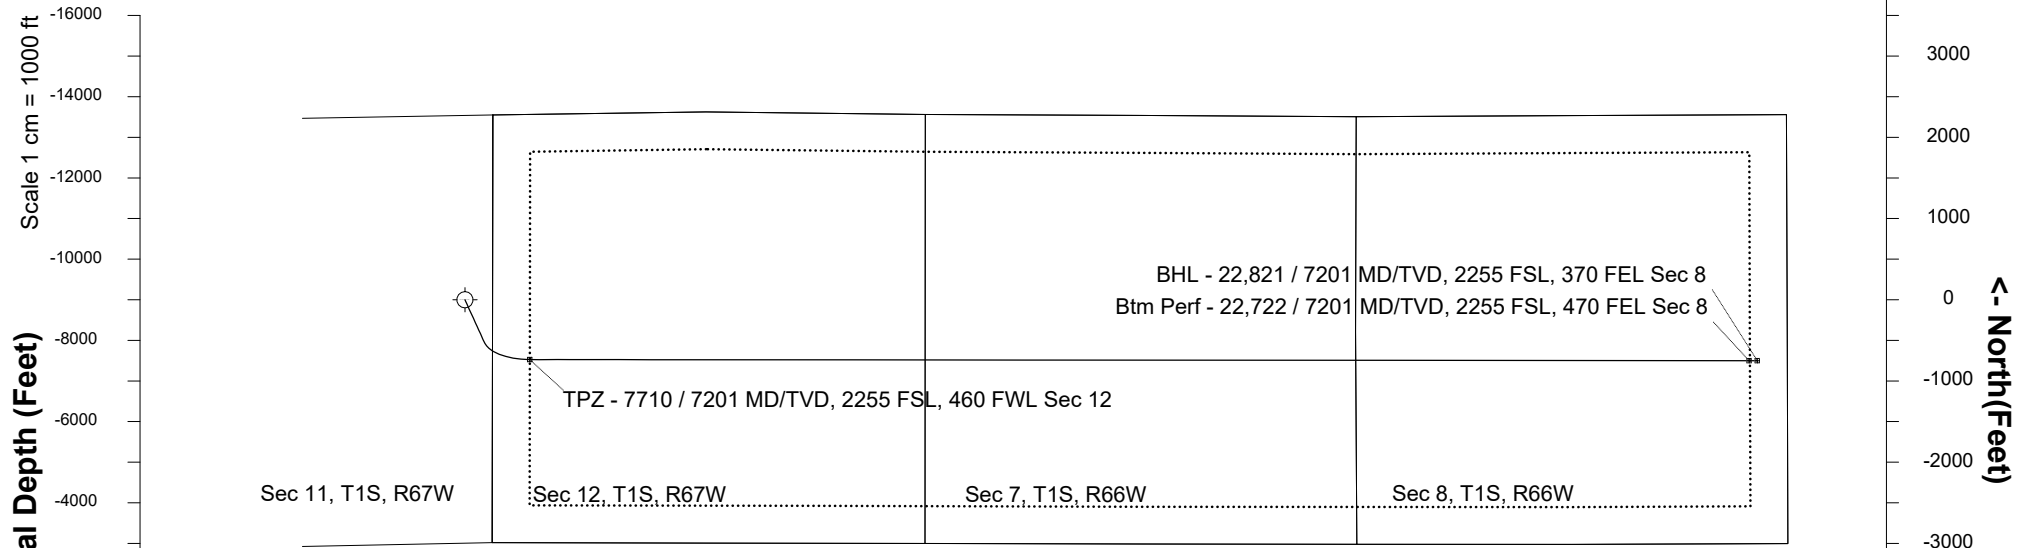 -16000
-14000
-12000
-10000
-8000
-6000
-4000
Scale 1 cm = 1000 ft
al Depth (Feet)
BHL - 22,821 / 7201 MD/TVD, 2255 FSL, 370 FEL Sec 8
Btm Perf - 22,722 / 7201 MD/TVD, 2255 FSL, 470 FEL Sec 8
TPZ - 7710 / 7201 MD/TVD, 2255 FSL, 460 FWL Sec 12
Sec 11, T1S, R67W
Sec 12, T1S, R67W
Sec 7, T1S, R66W
Sec 8, T1S, R66W
3000
2000
1000
0
-1000
-2000
-3000
<- North(Feet)